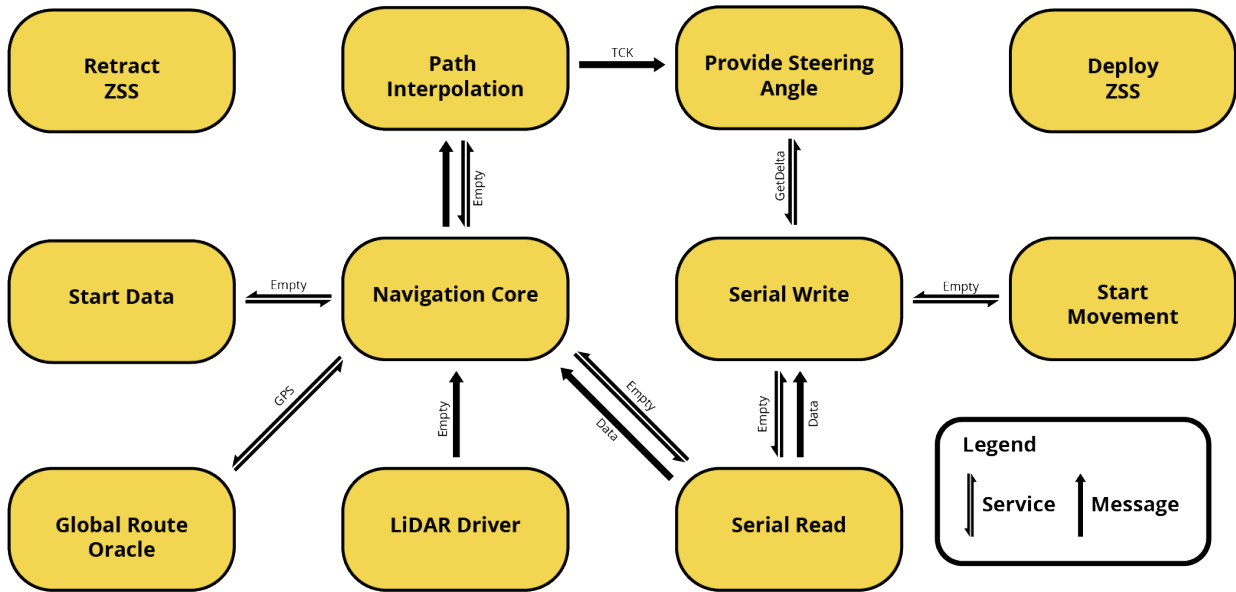 Retract
ZSS
Path
Interpolation
TCK
Provide Steering
Angle
Deploy
ZSS
Empty
GetDelta
Start Data
Empty
Navigation Core
Serial Write
Empty
Start
Movement
GPS
Empty
Empty
Data
Empty
Data
Global Route
Oracle
LiDAR Driver
Serial Read
Legend
Service
Message